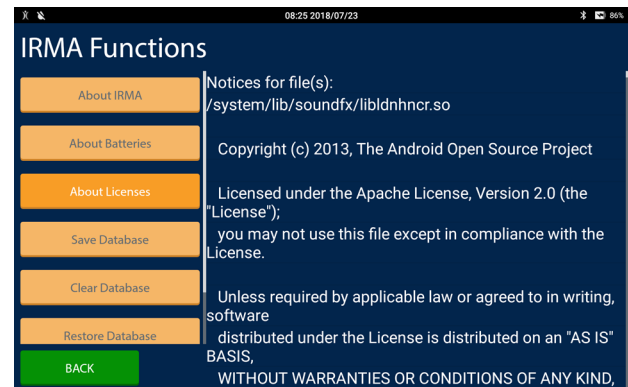 08:25 2018/07/23
86%
IRMA Functions
About IRMA
About Batteries
About Licenses
Save Database
Clear Database
Restore Database
BACK
Notices for file(s):
/system/lib/soundfx/libldnhncr.so
Copyright (c) 2013, The Android Open Source Project
Licensed under the Apache License, Version 2.0 (the
"License");
you may not use this file except in compliance with the
License.
Unless required by applicable law or agreed to in writing,
software
distributed under the License is distributed on an "AS IS"
BASIS,
WITHOUT WARRANTIES OR CONDITIONS OF ANY KIND,